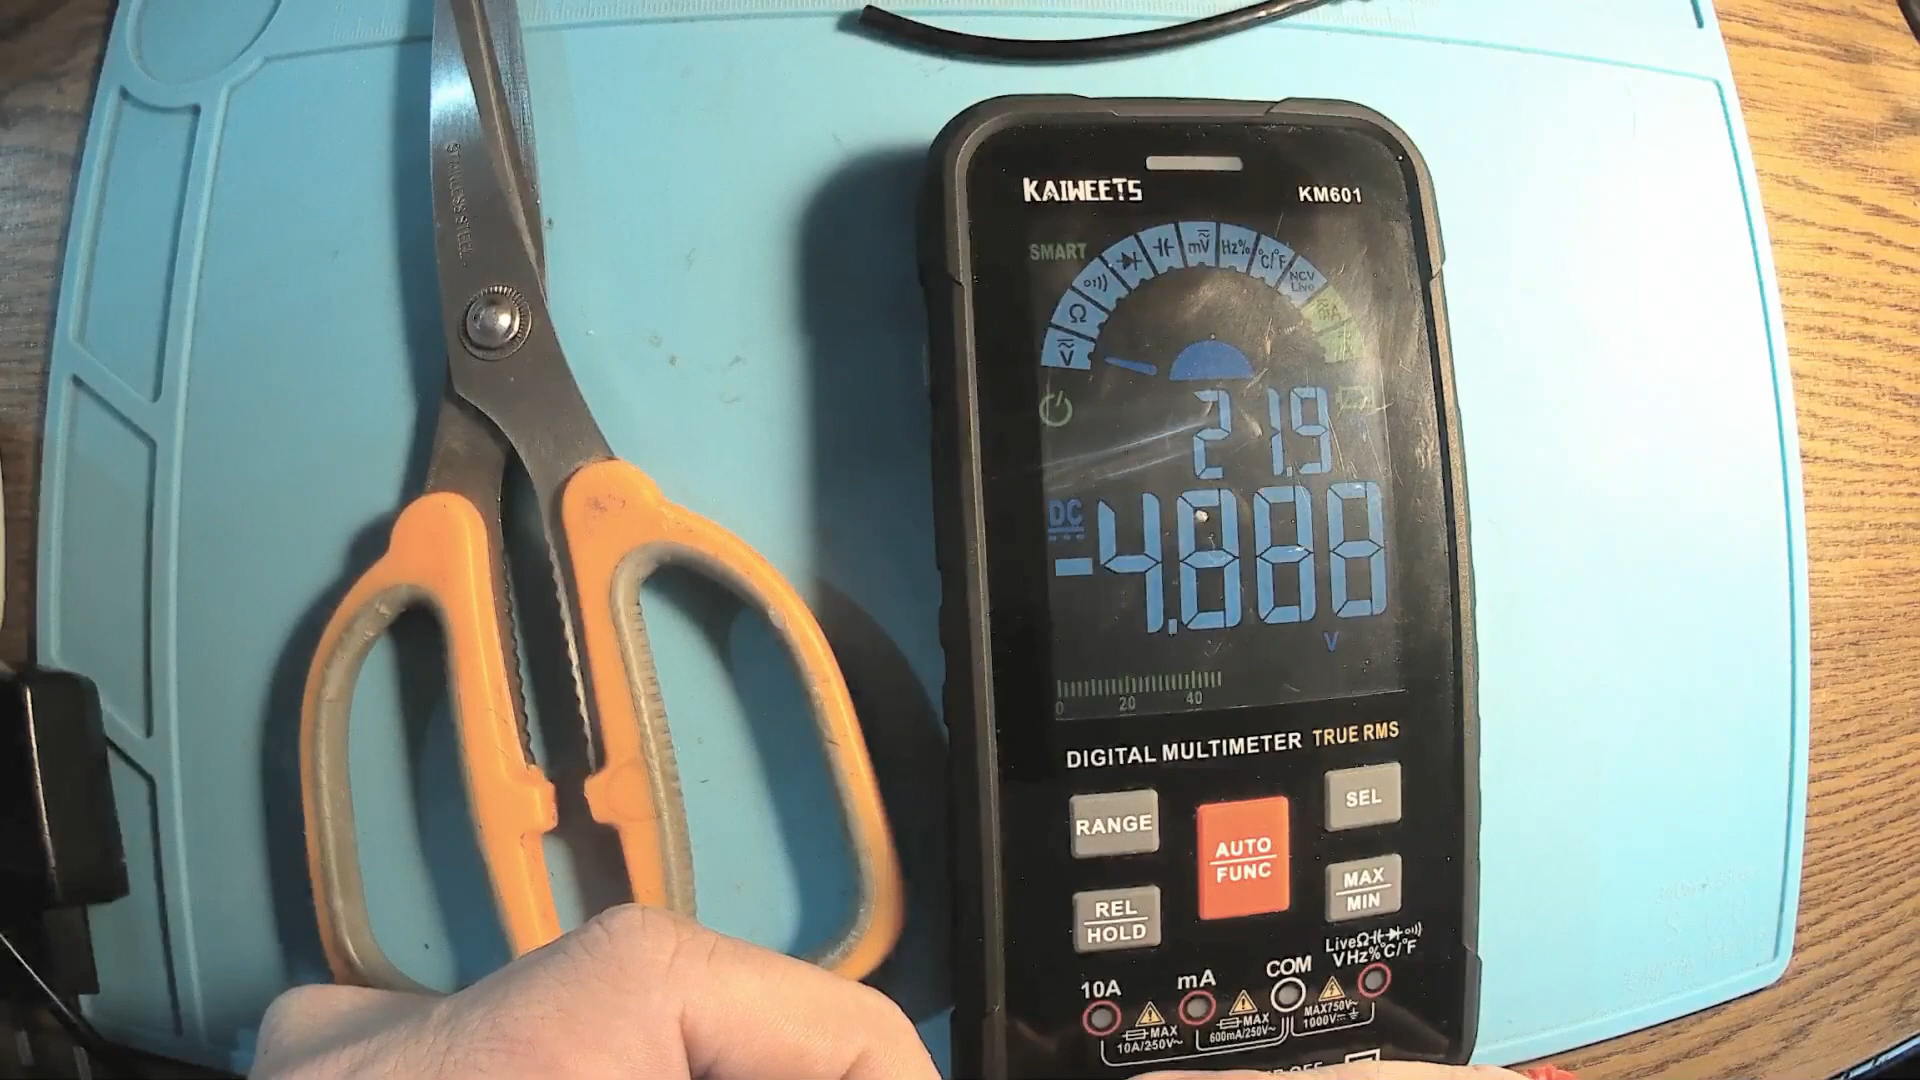 STAINLESS STEEL
KAIWEETS
KM601
SMART
Ω
mV
Hz%
°C/°F
NCV
Live
V
21.9
DC
-4.888
V
0 20 40
DIGITAL MULTIMETER TRUE RMS
RANGE
AUTO
FUNC
SEL
REL
HOLD
MAX
MIN
10A
mA
COM
LiveΩ
VHz%°C/°F
MAX
10A/250V~
MAX
600mA/250V~
MAX750V~
1000V